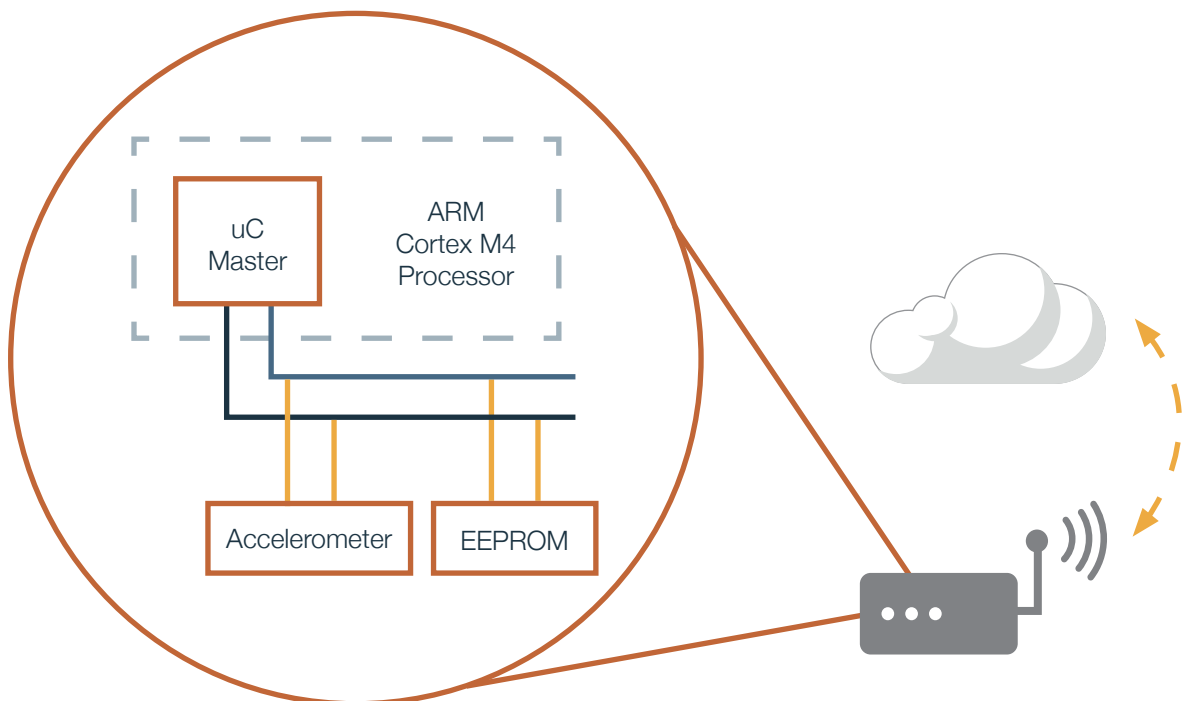 uC
Master
ARM
Cortex M4
Processor
Accelerometer
EEPROM